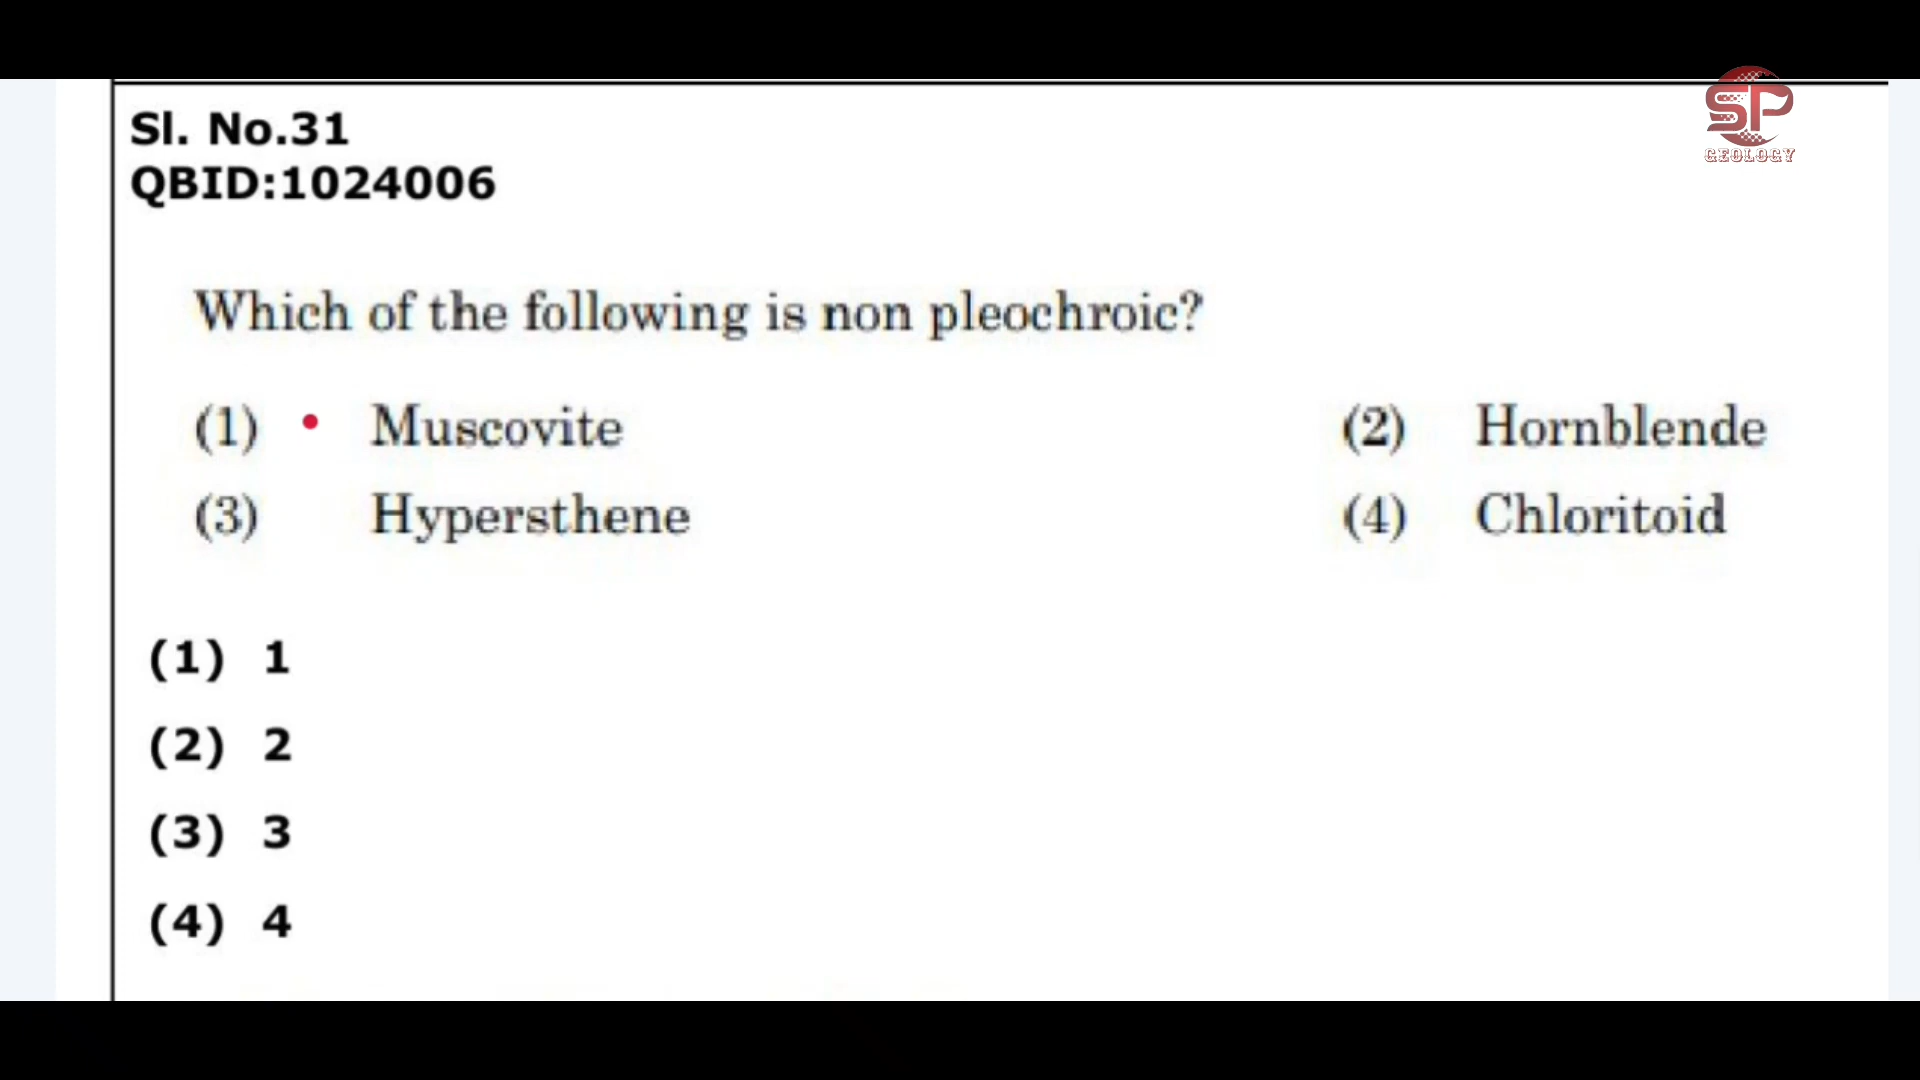 SP
GEOLOGY
Sl. No.31
QBID:1024006
Which of the following is non pleochroic?
(1) Muscovite (2) Hornblende
(3) Hypersthene (4) Chloritoid
(1) 1
(2) 2
(3) 3
(4) 4